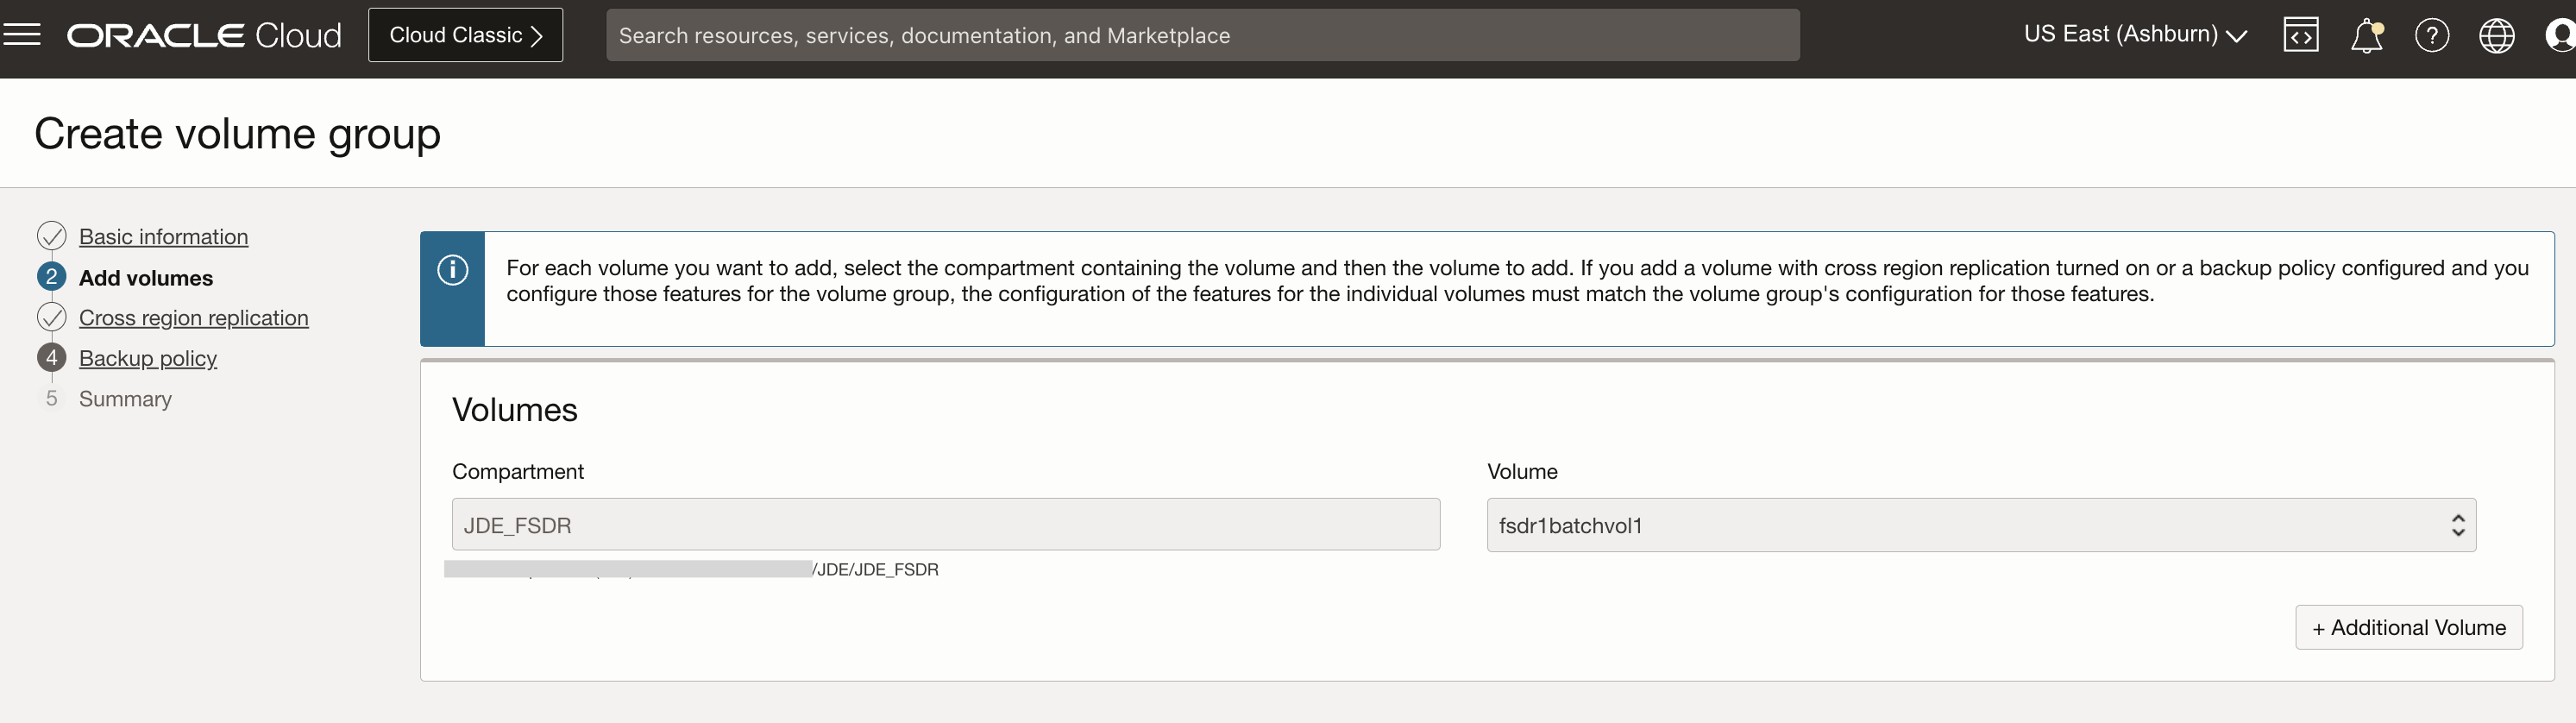 ORACLE Cloud
Cloud Classic
Search resources, services, documentation, and Marketplace
US East (Ashburn)
Create volume group
Basic information
2 Add volumes
Cross region replication
4 Backup policy
5 Summary
For each volume you want to add, select the compartment containing the volume and then the volume to add. If you add a volume with cross region replication turned on or a backup policy configured and you
configure those features for the volume group, the configuration of the features for the individual volumes must match the volume group's configuration for those features.
Volumes
Compartment
Volume
JDE_FSDR
fsdr1batchvol1
/JDE/JDE_FSDR
+ Additional Volume